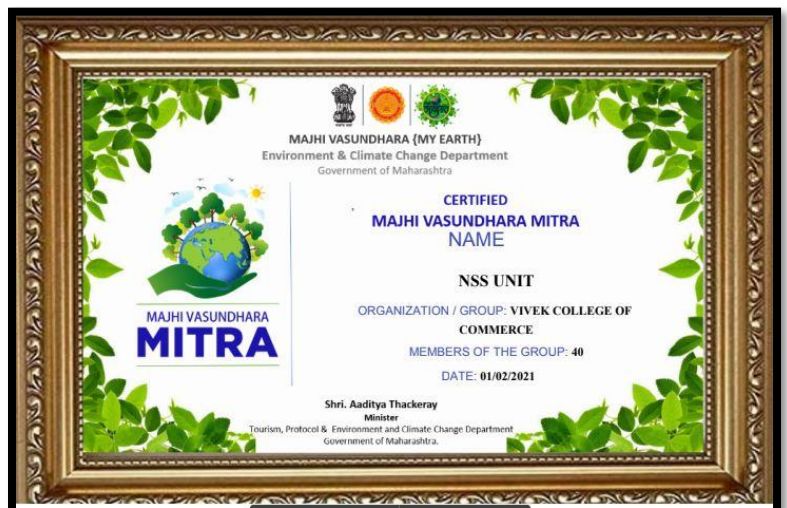 MAJHI VASUNDHARA {MY EARTH}
Environment & Climate Change Department
Government of Maharashtra
CERTIFIED
MAJHI VASUNDHARA MITRA
NAME
NSS UNIT
ORGANIZATION / GROUP: VIVEK COLLEGE OF
COMMERCE
MEMBERS OF THE GROUP: 40
DATE: 01/02/2021
MAJHI VASUNDHARA
MITRA
Shri. Aaditya Thackeray
Minister
Tourism, Protocol & Environment and Climate Change Department
Government of Maharashtra.